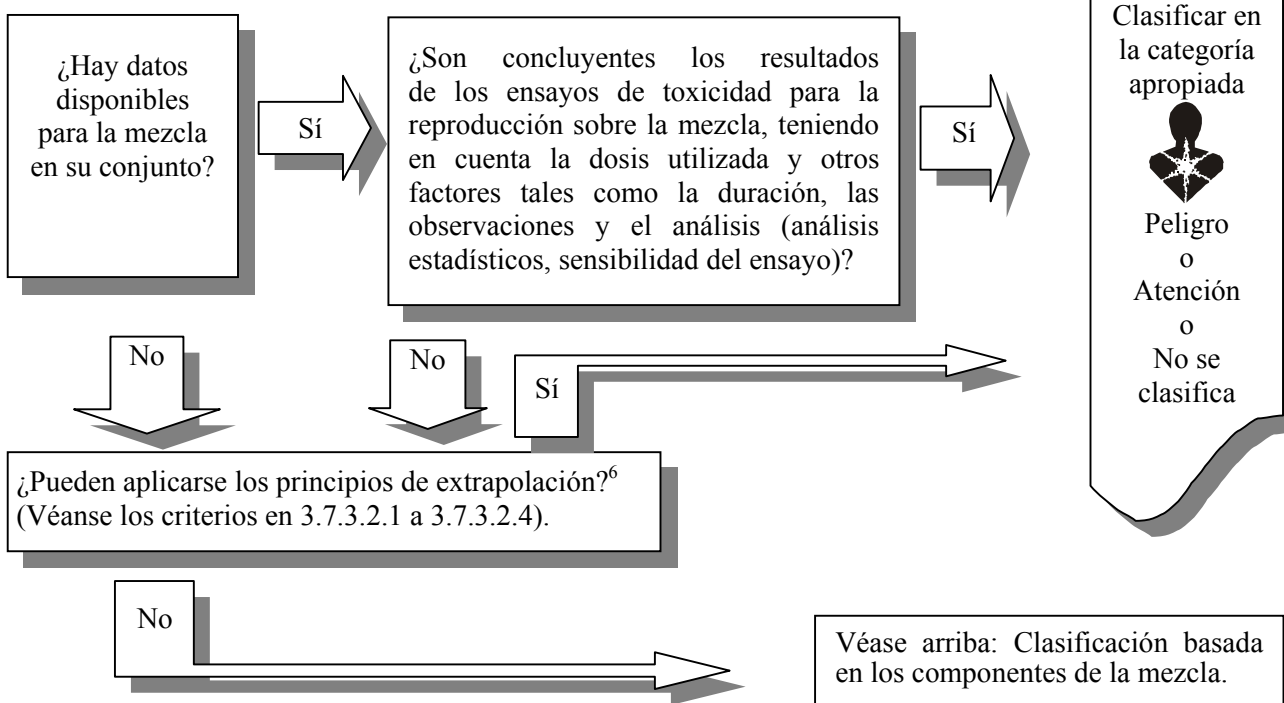 ¿Hay datos
disponibles
para la mezcla
en su conjunto?
Sí
¿Son concluyentes los resultados
de los ensayos de toxicidad para la
reproducción sobre la mezcla, teniendo
en cuenta la dosis utilizada y otros
factores tales como la duración, las
observaciones y el análisis (análisis
estadísticos, sensibilidad del ensayo)?
Sí
Clasificar en
la categoría
apropiada
Peligro
o
Atención
o
No se
clasifica
No
No
Sí
¿Pueden aplicarse los principios de extrapolación?⁶
(Véanse los criterios en 3.7.3.2.1 a 3.7.3.2.4).
No
Véase arriba: Clasificación basada
en los componentes de la mezcla.